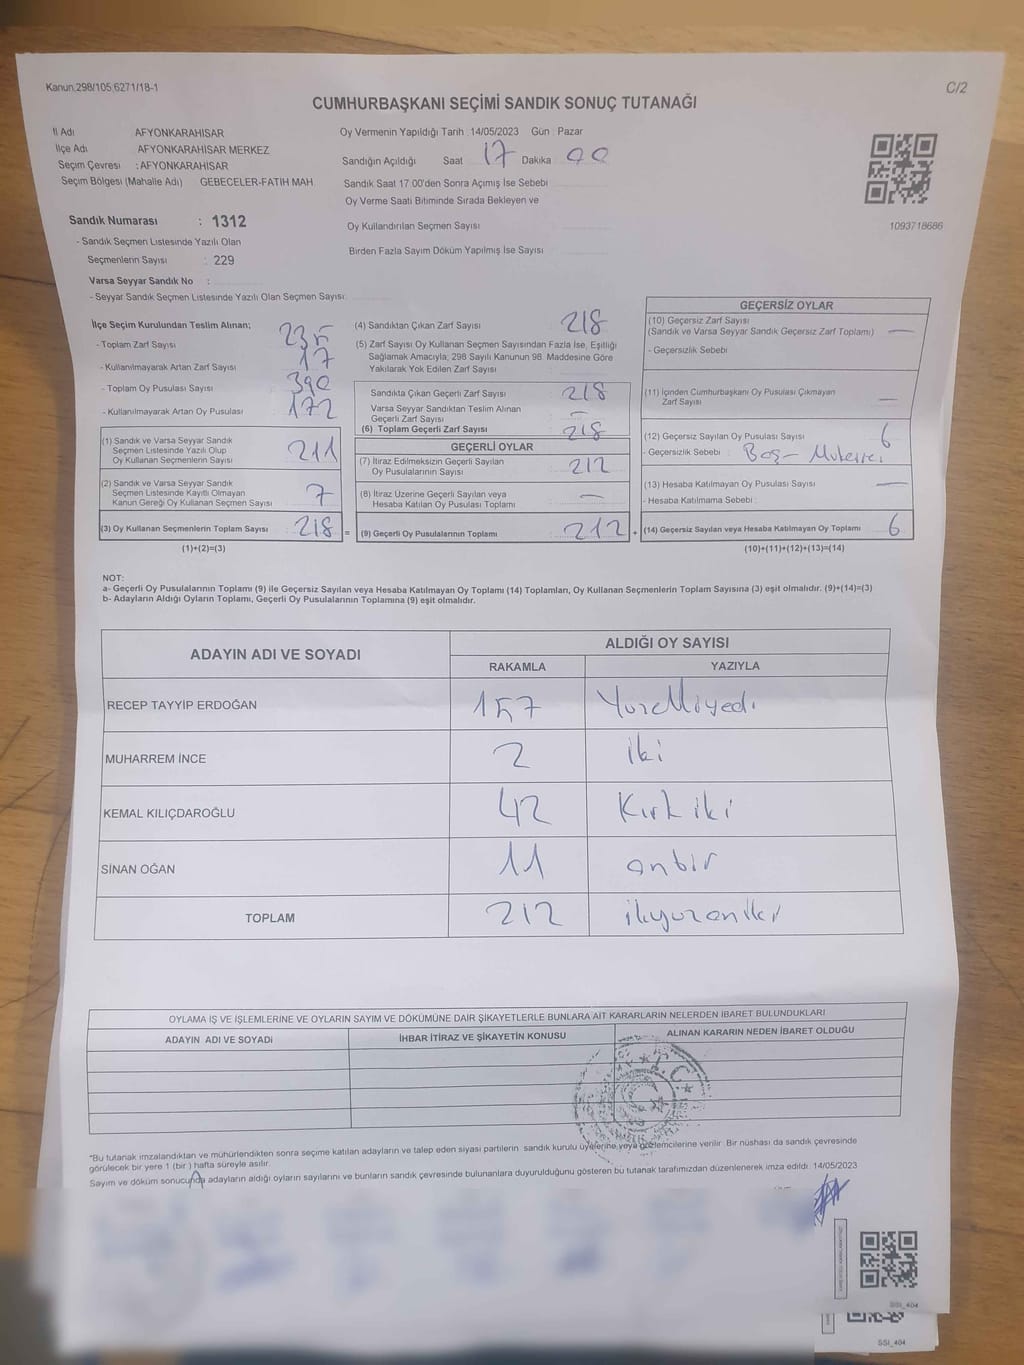 Kanun.298/105,6271/18-1
C/2
CUMHURBAŞKANI SEÇİMİ SANDIK SONUÇ TUTANAĞI
İl Adı AFYONKARAHİSAR
İlçe Adı AFYONKARAHİSAR MERKEZ
Seçim Çevresi : AFYONKARAHİSAR
Seçim Bölgesi (Mahalle Adı) GEBECELER-FATİH MAH.
Oy Vermenin Yapıldığı Tarih : 14/05/2023 Gün : Pazar
Sandığın Açıldığı Saat 17 Dakika 00
Sandık Saat 17:00'den Sonra Açımış İse Sebebi
Oy Verme Saati Bitiminde Sırada Bekleyen ve
Oy Kullandırılan Seçmen Sayısı
Birden Fazla Sayım Döküm Yapılmış İse Sayısı
1093718686
Sandık Numarası : 1312
- Sandık Seçmen Listesinde Yazılı Olan
Seçmenlerin Sayısı : 229
Varsa Seyyar Sandık No :
- Seyyar Sandık Seçmen Listesinde Yazılı Olan Seçmen Sayısı:
İlçe Seçim Kurulundan Teslim Alınan;
- Toplam Zarf Sayısı 235
- Kullanılmayarak Artan Zarf Sayısı 17
- Toplam Oy Pusulası Sayısı 390
- Kullanılmayarak Artan Oy Pusulası 172
(1) Sandık ve Varsa Seyyar Sandık
Seçmen Listesinde Yazılı Olup
Oy Kullanan Seçmenlerin Sayısı 211
(2) Sandık ve Varsa Seyyar Sandık
Seçmen Listesinde Kayıtlı Olmayan
Kanun Gereği Oy Kullanan Seçmen Sayısı 7
(3) Oy Kullanan Seçmenlerin Toplam Sayısı 218 =
(1)+(2)=(3)
(4) Sandıktan Çıkan Zarf Sayısı 218
(5) Zarf Sayısı Oy Kullanan Seçmen Sayısından Fazla İse, Eşitliği
Sağlamak Amacıyla; 298 Sayılı Kanunun 98. Maddesine Göre
Yakılarak Yok Edilen Zarf Sayısı
Sandıkta Çıkan Geçerli Zarf Sayısı 218
Varsa Seyyar Sandıktan Teslim Alınan
Geçerli Zarf Sayısı —
(6) Toplam Geçerli Zarf Sayısı 218
GEÇERLİ OYLAR
(7) İtiraz Edilmeksizin Geçerli Sayılan
Oy Pusulalarının Sayısı 212
(8) İtiraz Üzerine Geçerli Sayılan veya
Hesaba Katılan Oy Pusulası Toplamı —
(9) Geçerli Oy Pusulalarının Toplamı 212 +
GEÇERSİZ OYLAR
(10) Geçersiz Zarf Sayısı
(Sandık ve Varsa Seyyar Sandık Geçersiz Zarf Toplamı) —
- Geçersizlik Sebebi
(11) İçinden Cumhurbaşkanı Oy Pusulası Çıkmayan
Zarf Sayısı —
(12) Geçersiz Sayılan Oy Pusulası Sayısı 6
- Geçersizlik Sebebi : Boş -
(13) Hesaba Katılmayan Oy Pusulası Sayısı —
- Hesaba Katılmama Sebebi :
(14) Geçersiz Sayılan veya Hesaba Katılmayan Oy Toplamı 6
(10)+(11)+(12)+(13)=(14)
NOT:
a- Geçerli Oy Pusulalarının Toplamı (9) ile Geçersiz Sayılan veya Hesaba Katılmayan Oy Toplamı (14) Toplamları, Oy Kullanan Seçmenlerin Toplam Sayısına (3) eşit olmalıdır. (9)+(14)=(3)
b- Adayların Aldığı Oyların Toplamı, Geçerli Oy Pusulalarının Toplamına (9) eşit olmalıdır.
ADAYIN ADI VE SOYADI ALDIĞI OY SAYISI
RAKAMLA YAZIYLA
RECEP TAYYİP ERDOĞAN 157 Yüzelliyedi
MUHARREM İNCE 2 iki
KEMAL KILIÇDAROĞLU 42 Kırkiki
SİNAN OĞAN 11 onbir
TOPLAM 212 ikiyüzoniki
OYLAMA İŞ VE İŞLEMLERİNE VE OYLARIN SAYIM VE DÖKÜMÜNE DAİR ŞİKAYETLERLE BUNLARA AİT KARARLARIN NELERDEN İBARET BULUNDUKLARI
ADAYIN ADI VE SOYADI İHBAR İTİRAZ VE ŞİKAYETİN KONUSU ALINAN KARARIN NEDEN İBARET OLDUĞU
T.C.
*Bu tutanak imzalandıktan ve mühürlendikten sonra seçime katılan adayların ve talep eden siyasi partilerin sandık kurulu üyelerine veya gözlemcilerine verilir. Bir nüshası da sandık çevresinde
görülecek bir yere 1 (bir ) hafta süreyle asılır.
Sayım ve döküm sonucunda adayların aldığı oyların sayılarını ve bunların sandık çevresinde bulunanlara duyurulduğunu gösteren bu tutanak tarafımızdan düzenlenerek imza edildi. 14/05/2023
SSI_404
SSI_404